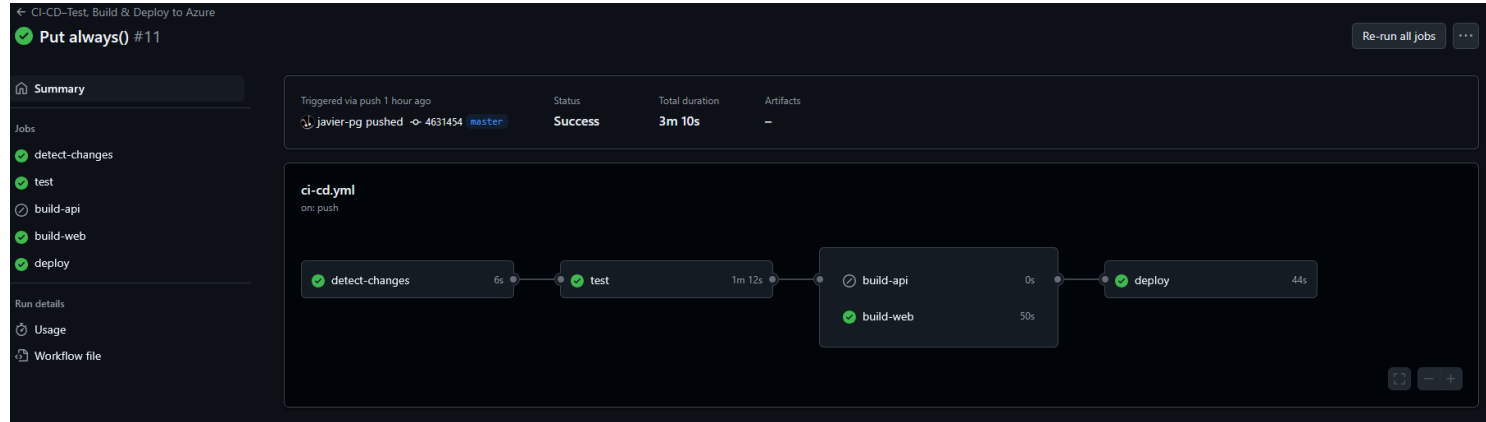 ← CI-CD–Test, Build & Deploy to Azure
Put always() #11
Re-run all jobs
Summary
Jobs
detect-changes
test
build-api
build-web
deploy
Run details
Usage
Workflow file
Triggered via push 1 hour ago
javier-pg pushed 4631454 master
Status
Success
Total duration
3m 10s
Artifacts
–
ci-cd.yml
on: push
detect-changes 6s
test 1m 12s
build-api 0s
build-web 50s
deploy 44s